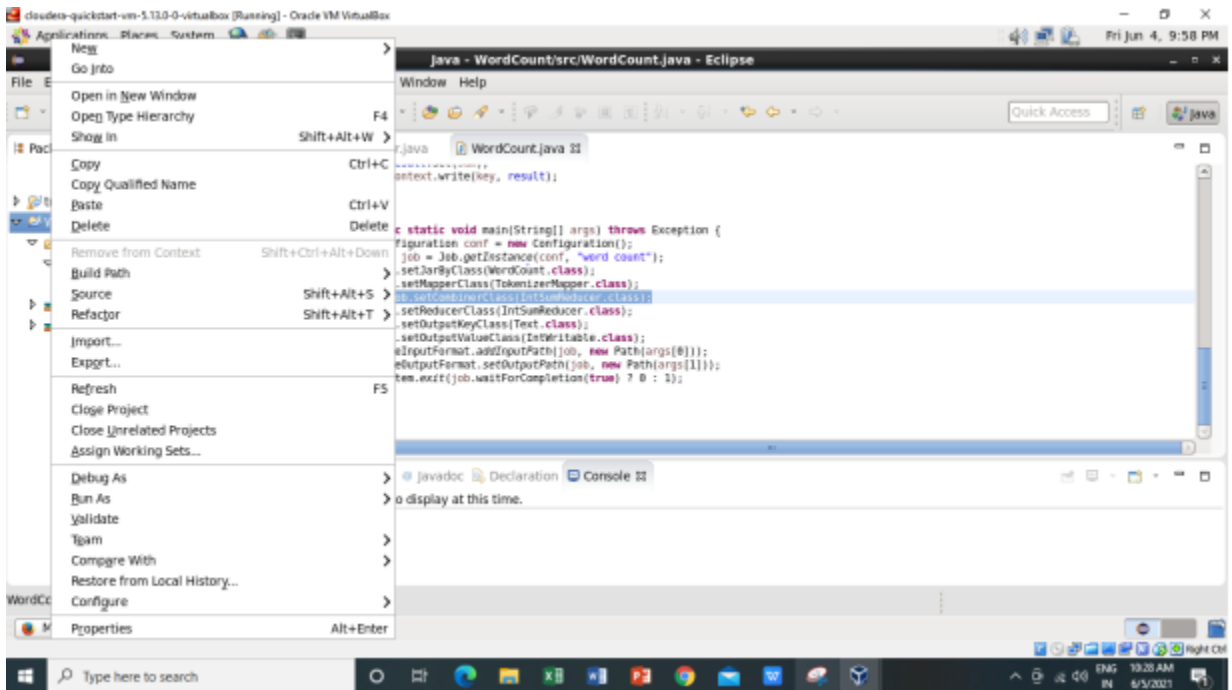 cloudera-quickstart-vm-5.13.0-0-virtualbox [Running] - Oracle VM VirtualBox
Applications Places System
Fri Jun 4, 9:58 PM
Java - WordCount/src/WordCount.java - Eclipse
File E
Window Help
Quick Access
Java
Pac
r.java
WordCount.java
New
Go Into
Open in New Window
Open Type Hierarchy F4
Show In Shift+Alt+W
Copy Ctrl+C
Copy Qualified Name
Paste Ctrl+V
Delete Delete
Remove from Context Shift+Ctrl+Alt+Down
Build Path
Source Shift+Alt+S
Refactor Shift+Alt+T
Import...
Export...
Refresh F5
Close Project
Close Unrelated Projects
Assign Working Sets...
Debug As
Run As
Validate
Team
Compare With
Restore from Local History...
Configure
Properties Alt+Enter
ontext.write(key, result);
c static void main(String[] args) throws Exception {
figuration conf = new Configuration();
job = Job.getInstance(conf, "word count");
.setJarByClass(WordCount.class);
.setMapperClass(TokenizerMapper.class);
ob.setCombinerClass(IntSumReducer.class);
.setReducerClass(IntSumReducer.class);
.setOutputKeyClass(Text.class);
.setOutputValueClass(IntWritable.class);
eInputFormat.addInputPath(job, new Path(args[0]));
eOutputFormat.setOutputPath(job, new Path(args[1]));
tem.exit(job.waitForCompletion(true) ? 0 : 1);
Javadoc Declaration Console
o display at this time.
WordCc
M
Right Ctrl
Type here to search
ENG
IN
10:28 AM
6/5/2021